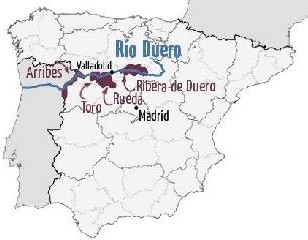 Río Duero
Valladolid
Arribes
Ribera de Duero
Rueda
Toro
Madrid